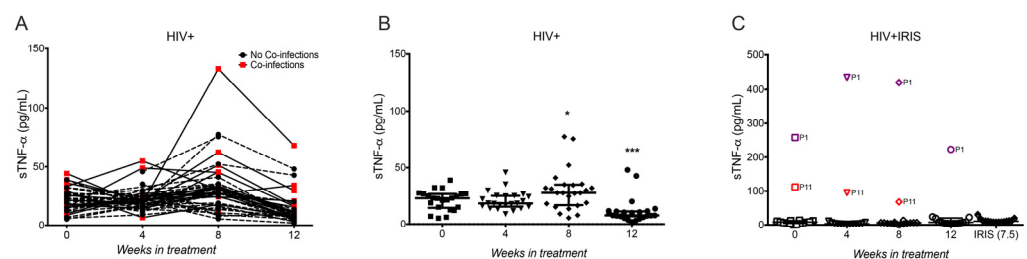 A
HIV+
No Co-infections
Co-infections
sTNF-α (pg/mL)
150
100
50
0
0 4 8 12
Weeks in treatment
B
HIV+
sTNF-α (pg/mL)
150
100
50
0
*
***
0 4 8 12
Weeks in treatment
C
HIV+IRIS
sTNF-α (pg/mL)
500
400
300
200
100
0
P1
P11
P1
P11
P1
P11
P1
0 4 8 12 IRIS (7.5)
Weeks in treatment